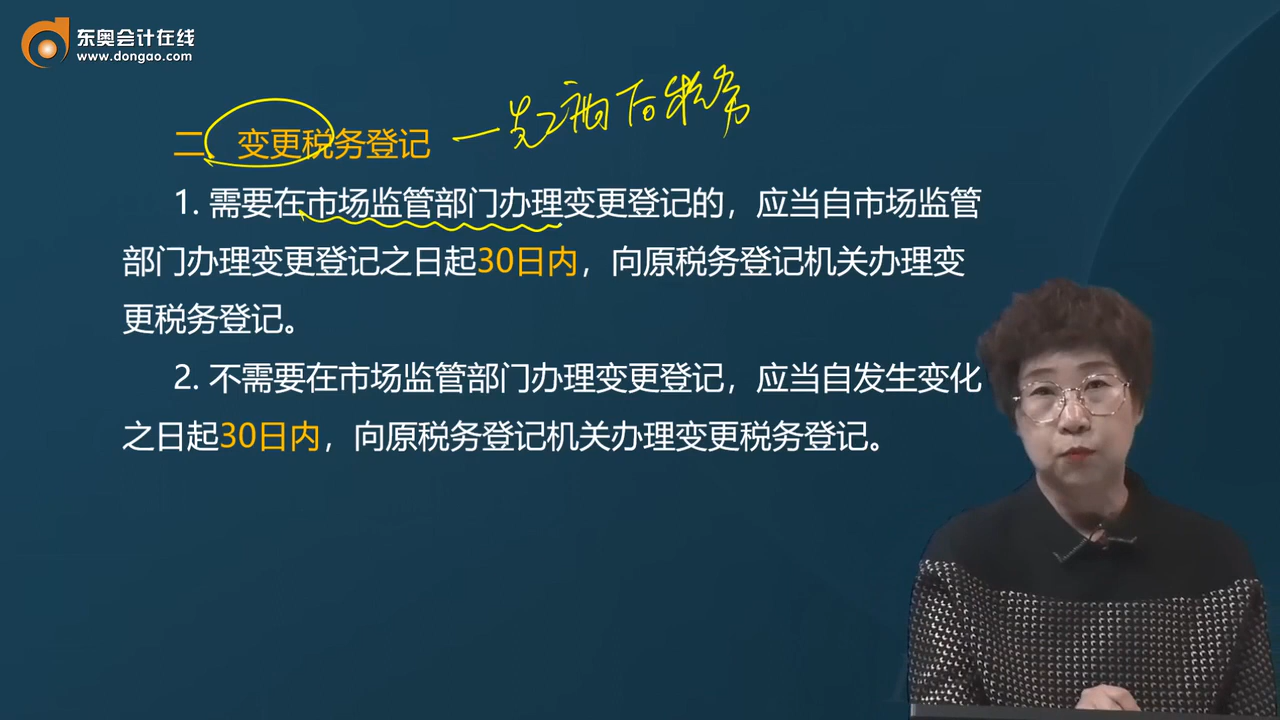 东奥会计在线
www.dongao.com
二、变更税务登记 一先 后税务
1. 需要在市场监管部门办理变更登记的，应当自市场监管
部门办理变更登记之日起30日内，向原税务登记机关办理变
更税务登记。
2. 不需要在市场监管部门办理变更登记，应当自发生变化
之日起30日内，向原税务登记机关办理变更税务登记。